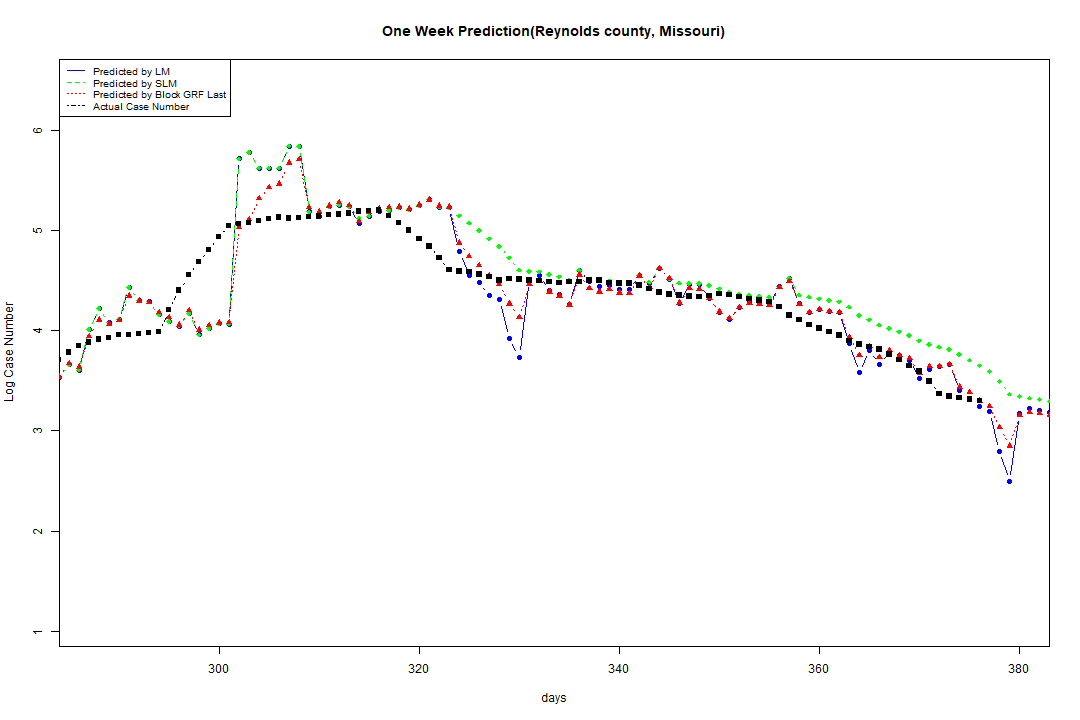 One Week Prediction(Reynolds county, Missouri)
Predicted by LM
Predicted by SLM
Predicted by Block GRF Last
Actual Case Number
6
5
4
3
2
1
Log Case Number
300 320 340 360 380
days